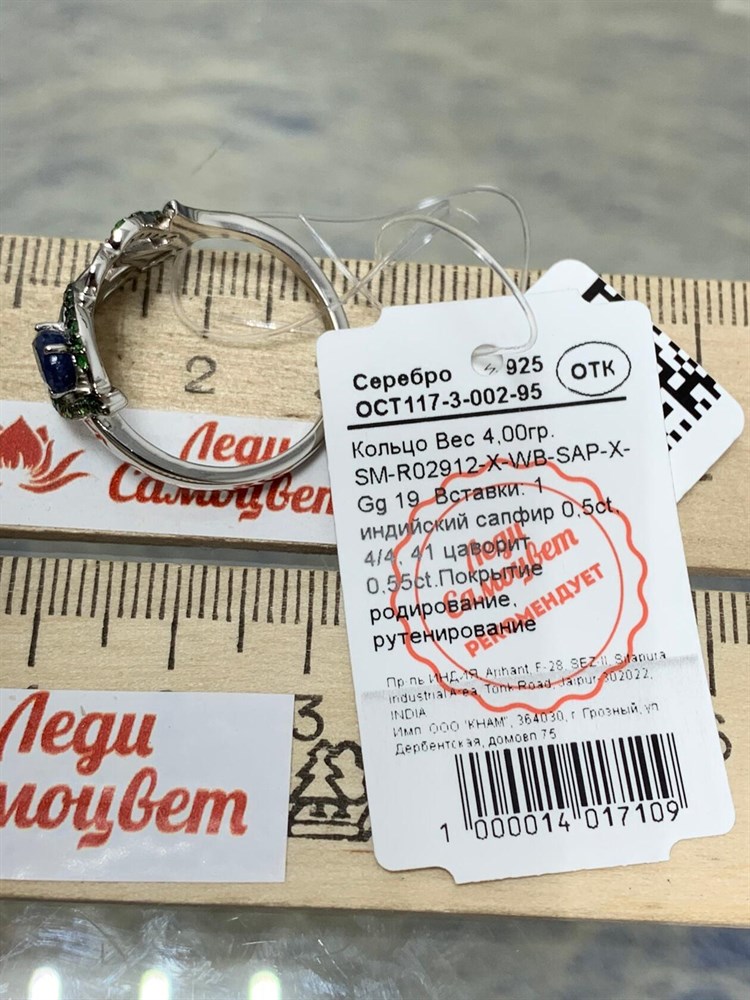 Серебро 925
ОТК
ОСТ117-3-002-95
Кольцо Вес 4,00гр.
SM-R02912-X-WB-SAP-X-
Gg 19 Вставки: 1
индийский сапфир 0,5ct,
4/4, 41 цаворит
0,55ct.Покрытие
родирование,
рутенирование
Леди
Самоцвет
РЕКОМЕНДУЕТ
Пр-ль ИНДИЯ, Arihant, F-28, SEZ-II, Sitapura
Industrial Area, Tonk Road, Jaipur-302022,
INDIA
Имп. ООО "КНАМ", 364030, г. Грозный, ул
Дербентская, домовл 75
1 000014 017109
2
Леди
Самоцвет
3
Леди
моцвет